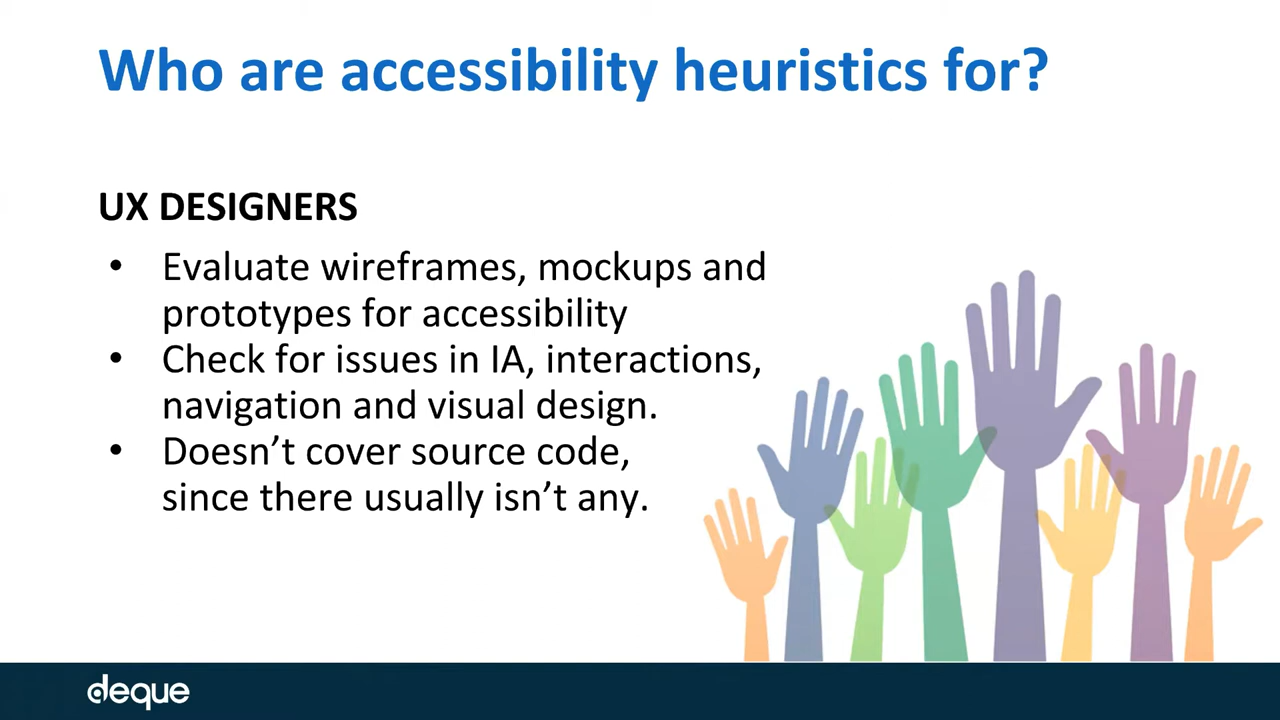 Who are accessibility heuristics for?
UX DESIGNERS
• Evaluate wireframes, mockups and
prototypes for accessibility
• Check for issues in IA, interactions,
navigation and visual design.
• Doesn’t cover source code,
since there usually isn’t any.
deque